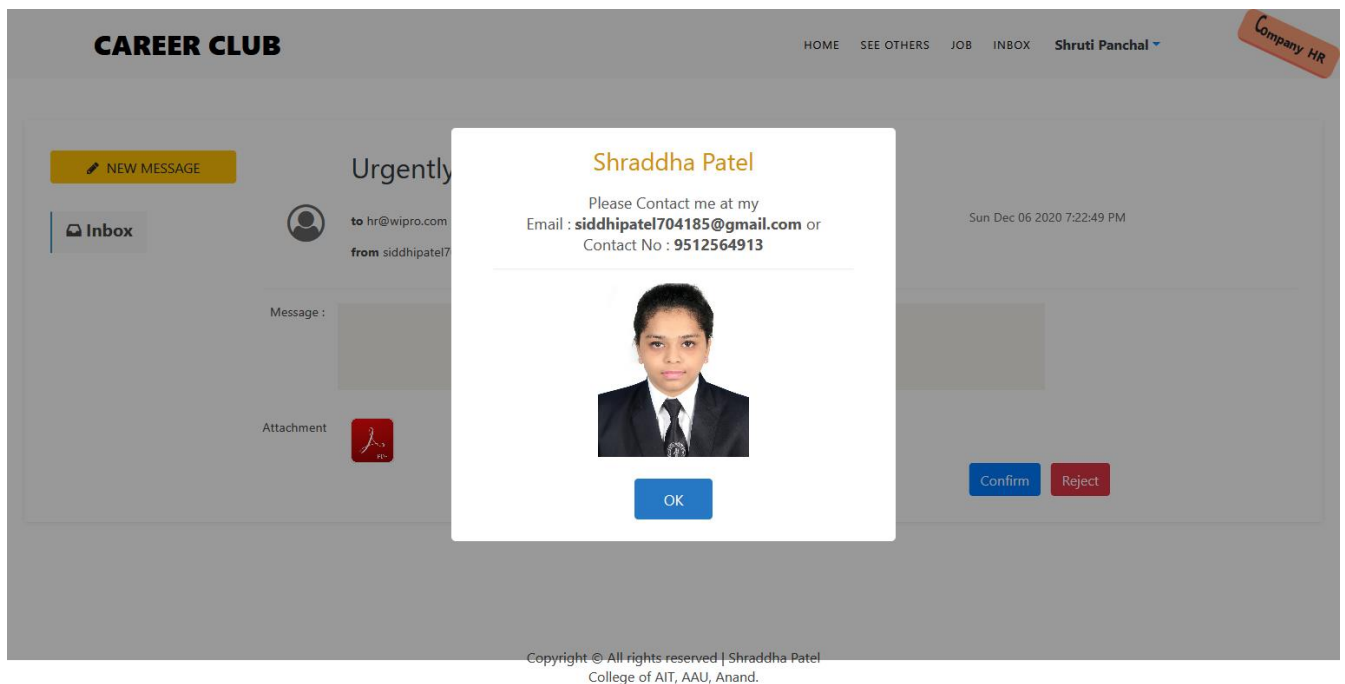 CAREER CLUB
HOME SEE OTHERS JOB INBOX Shruti Panchal
Company HR
NEW MESSAGE
Inbox
Urgently
to hr@wipro.com
from siddhipatel7
Sun Dec 06 2020 7:22:49 PM
Message :
Attachment
Shraddha Patel
Please Contact me at my
Email : siddhipatel704185@gmail.com or
Contact No : 9512564913
OK
Confirm Reject
Copyright © All rights reserved | Shraddha Patel
College of AIT, AAU, Anand.